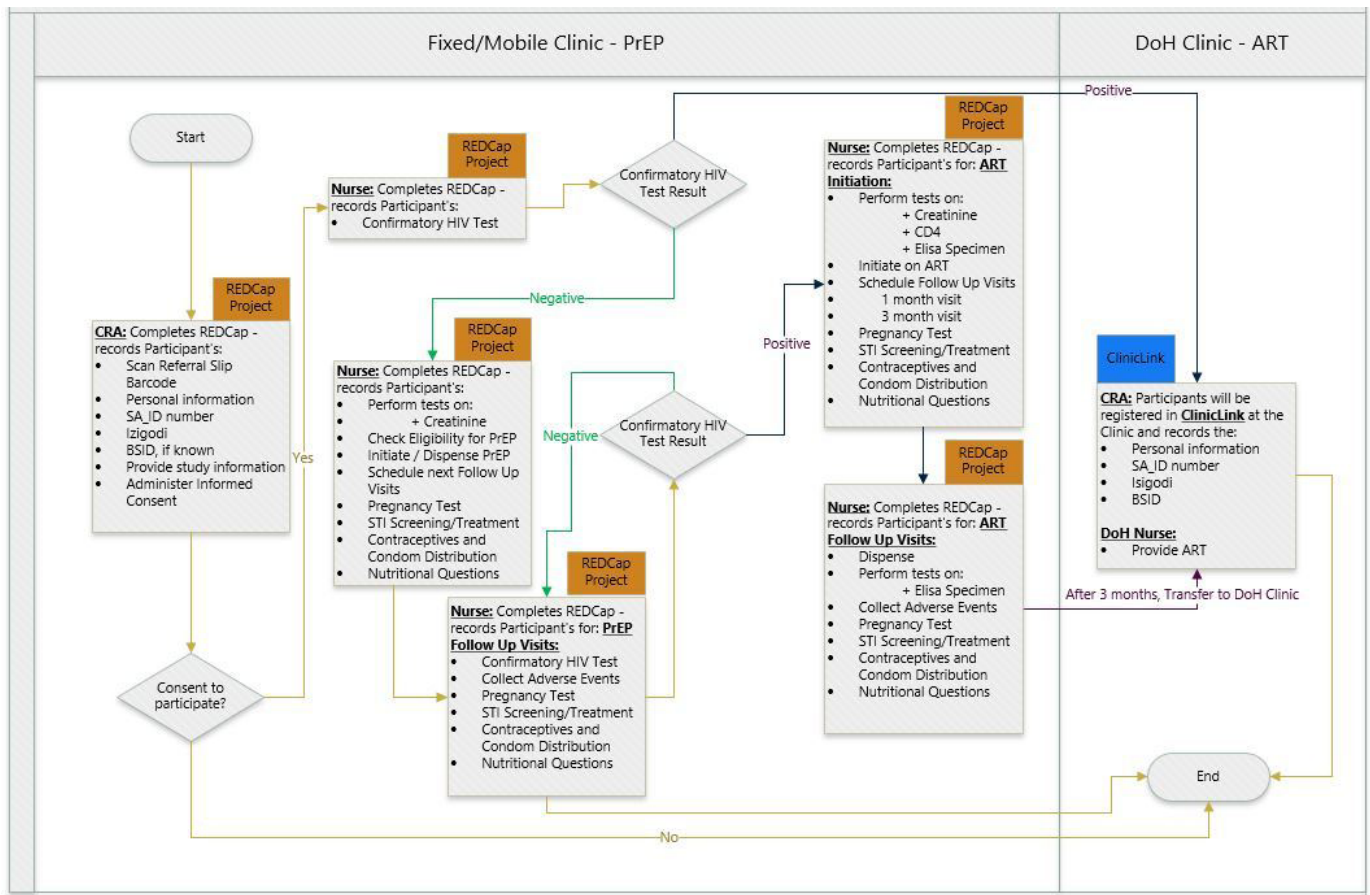 Fixed/Mobile Clinic - PrEP
DoH Clinic - ART
Start
REDCap
Project
CRA: Completes REDCap -
records Participant's:
• Scan Referral Slip
Barcode
• Personal information
• SA_ID number
• Izigodi
• BSID, if known
• Provide study information
• Administer Informed
Consent
Consent to
participate?
Yes
No
REDCap
Project
Nurse: Completes REDCap -
records Participant's:
• Confirmatory HIV Test
Confirmatory HIV
Test Result
Positive
Negative
REDCap
Project
Nurse: Completes REDCap -
records Participant's:
• Perform tests on:
• + Creatinine
• Check Eligibility for PrEP
• Initiate / Dispense PrEP
• Schedule next Follow Up
Visits
• Pregnancy Test
• STI Screening/Treatment
• Contraceptives and
Condom Distribution
• Nutritional Questions
REDCap
Project
Nurse: Completes REDCap -
records Participant's for: PrEP
Follow Up Visits:
• Confirmatory HIV Test
• Collect Adverse Events
• Pregnancy Test
• STI Screening/Treatment
• Contraceptives and
Condom Distribution
• Nutritional Questions
Confirmatory HIV
Test Result
Negative
Positive
REDCap
Project
Nurse: Completes REDCap -
records Participant's for: ART
Initiation:
• Perform tests on:
+ Creatinine
+ CD4
+ Elisa Specimen
• Initiate on ART
• Schedule Follow Up Visits
• 1 month visit
• 3 month visit
• Pregnancy Test
• STI Screening/Treatment
• Contraceptives and
Condom Distribution
• Nutritional Questions
REDCap
Project
Nurse: Completes REDCap -
records Participant's for: ART
Follow Up Visits:
• Dispense
• Perform tests on:
+ Elisa Specimen
• Collect Adverse Events
• Pregnancy Test
• STI Screening/Treatment
• Contraceptives and
Condom Distribution
• Nutritional Questions
After 3 months, Transfer to DoH Clinic
ClinicLink
CRA: Participants will be
registered in ClinicLink at the
Clinic and records the:
• Personal information
• SA_ID number
• Isigodi
• BSID
DoH Nurse:
• Provide ART
End